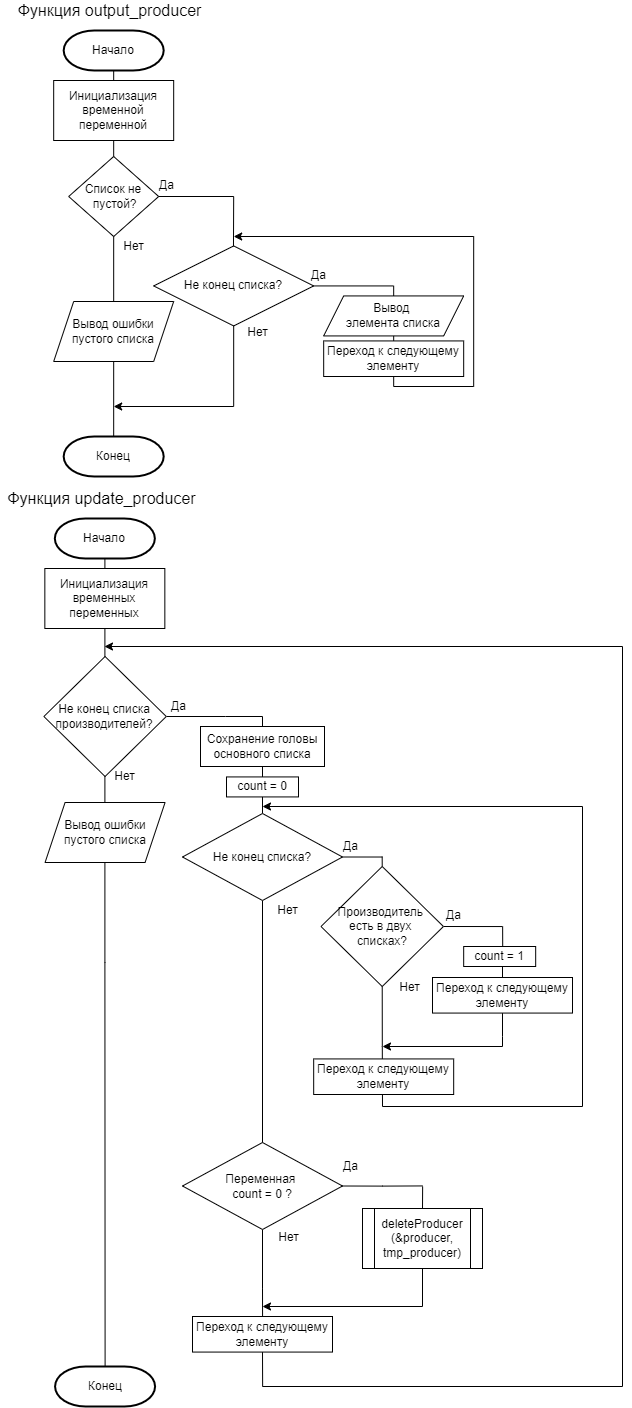 Функция output_producer
Начало
Инициализация
временной
переменной
Список не
пустой?
Да
Нет
Не конец списка?
Да
Нет
Вывод
элемента списка
Переход к следующему
элементу
Вывод ошибки
пустого списка
Конец
Функция update_producer
Начало
Инициализация
временных
переменных
Не конец списка
производителей?
Да
Нет
Сохранение головы
основного списка
count = 0
Вывод ошибки
пустого списка
Не конец списка?
Да
Нет
Производитель
есть в двух
списках?
Да
Нет
count = 1
Переход к следующему
элементу
Переход к следующему
элементу
Переменная
count = 0 ?
Да
Нет
deleteProducer
(&producer,
tmp_producer)
Переход к следующему
элементу
Конец